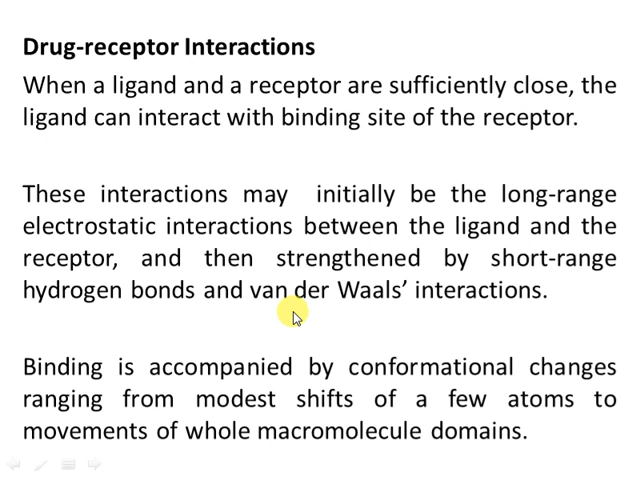 Drug-receptor Interactions
When a ligand and a receptor are sufficiently close, the
ligand can interact with binding site of the receptor.
These interactions may initially be the long-range
electrostatic interactions between the ligand and the
receptor, and then strengthened by short-range
hydrogen bonds and van der Waals’ interactions.
Binding is accompanied by conformational changes
ranging from modest shifts of a few atoms to
movements of whole macromolecule domains.